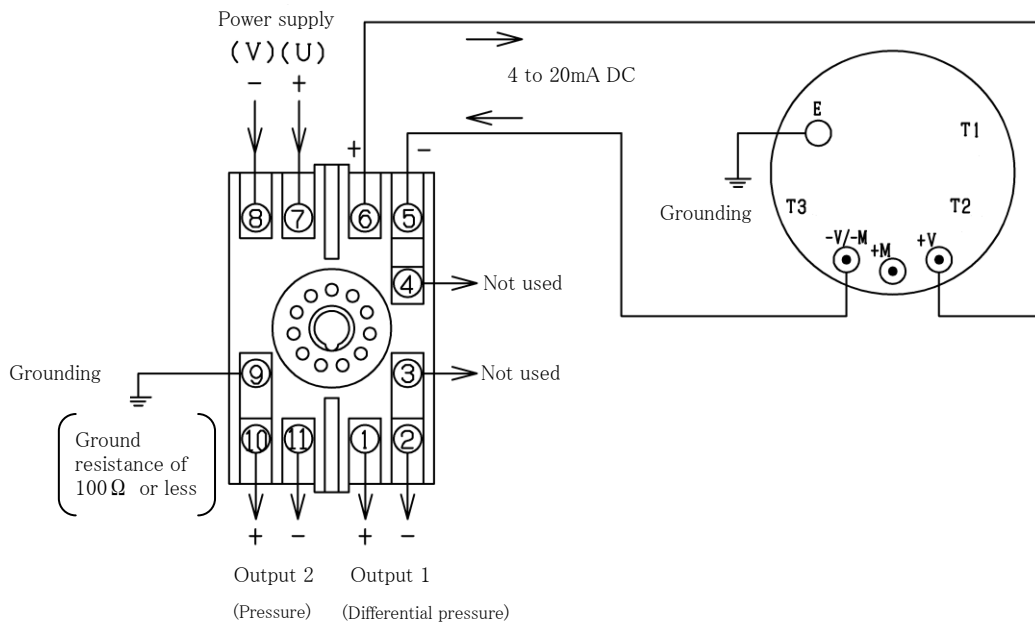 Power supply
(V)(U)
− +
4 to 20mA DC
+ −
8 7 6 5
4
Not used
E
T1
Grounding
T3
T2
-V/-M
+M
+V
Grounding
9
3
Not used
Ground
resistance of
100Ω or less
10 11 1 2
+ − + −
Output 2
Output 1
(Pressure)
(Differential pressure)